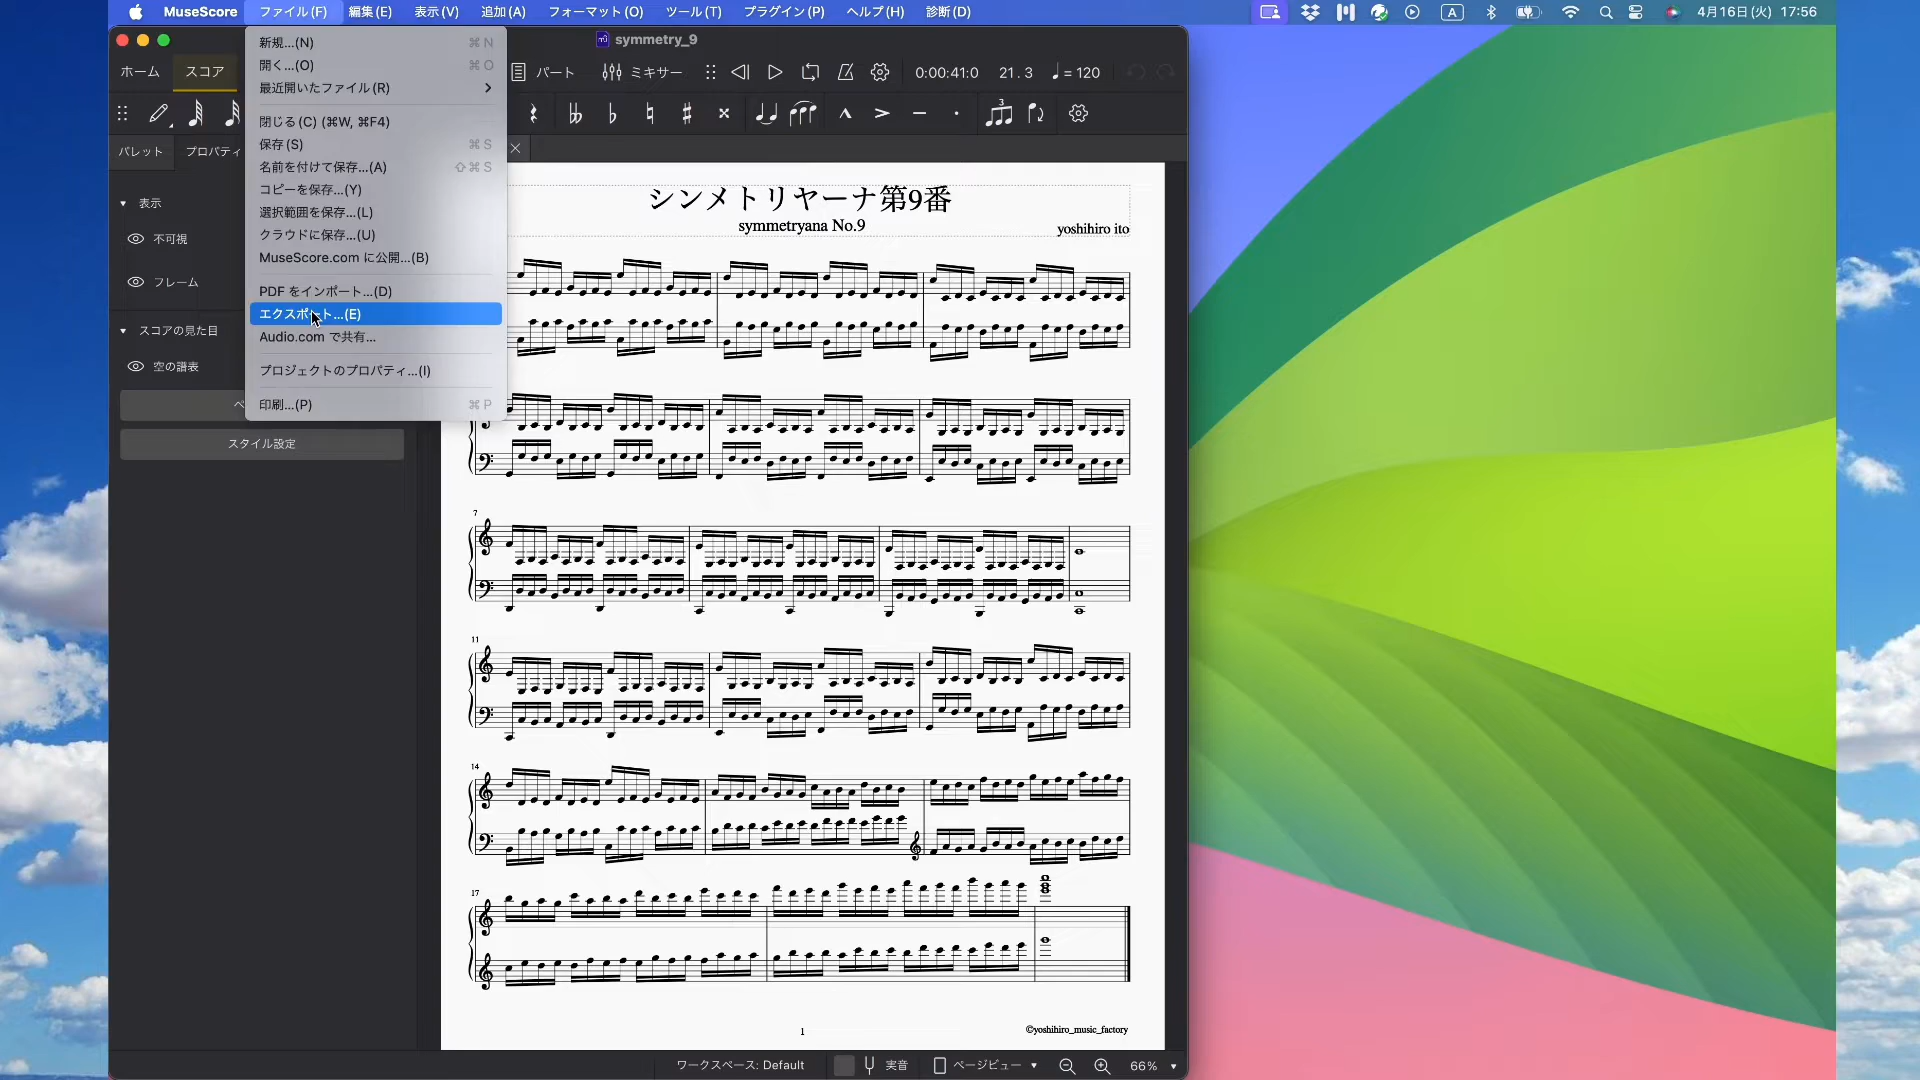 MuseScore ファイル(F) 編集(E) 表示(V) 追加(A) フォーマット(O) ツール(T) プラグイン(P) ヘルプ(H) 診断(D) A 4月16日(火) 17:56
symmetry_9
ホーム スコア パート ミキサー 0:00:41:0 21. 3 = 120
新規...(N) ⌘ N
開く...(O) ⌘ O
最近開いたファイル(R)
閉じる(C) (⌘W, ⌘F4)
保存(S) ⌘ S
名前を付けて保存...(A) ⇧ ⌘ S
コピーを保存...(Y)
選択範囲を保存...(L)
クラウドに保存...(U)
MuseScore.com に公開...(B)
PDF をインポート...(D)
エクスポート...(E)
Audio.com で共有...
プロジェクトのプロパティ...(I)
印刷...(P) ⌘ P
3
パレット プロパティ
表示
不可視
フレーム
スコアの見た目
空の譜表
ペ
スタイル設定
シンメトリヤーナ第9番
symmetryana No.9
yoshihiro ito
7
11
14
17
1
©yoshihiro_music_factory
ワークスペース: Default 実音 ページビュー 66%